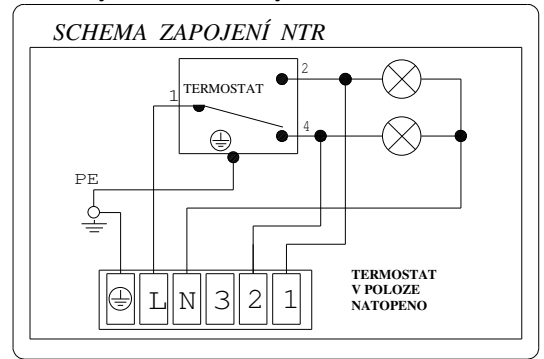 SCHEMA ZAPOJENÍ NTR
2
TERMOSTAT
1
4
PE
L N 3 2 1
TERMOSTAT
V POLOZE
NATOPENO